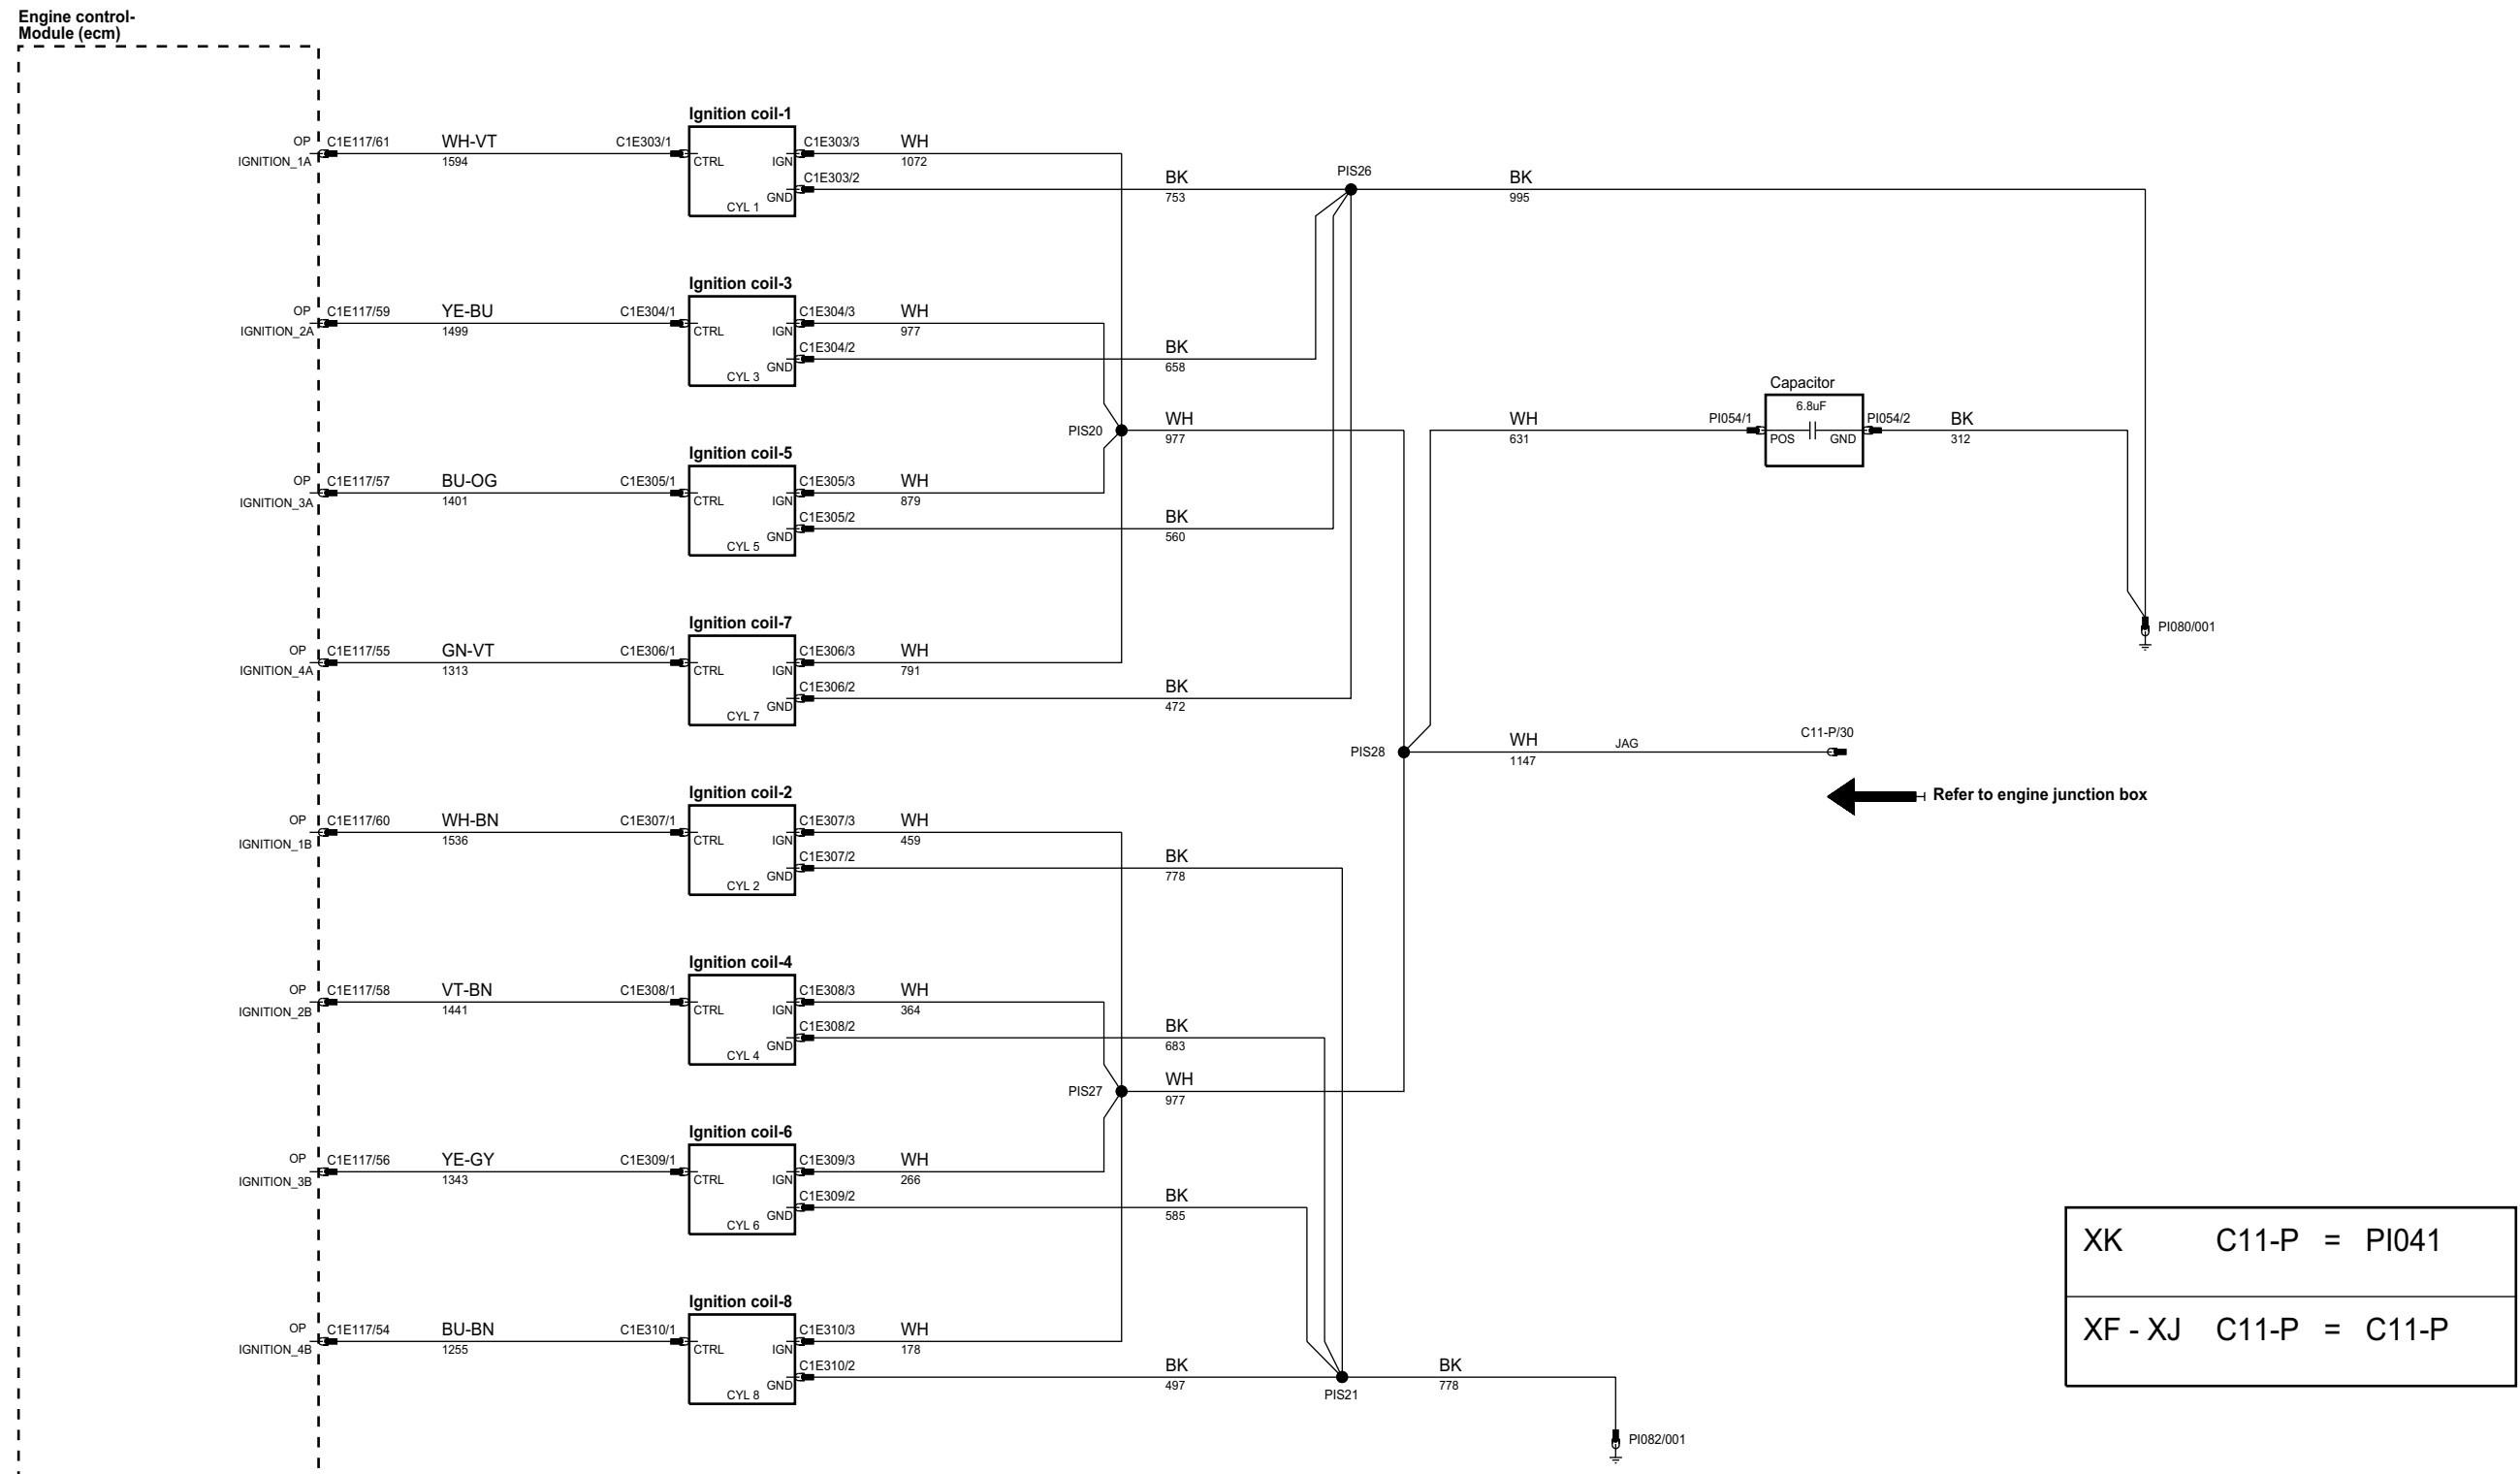 Engine control-
Module (ecm)
Ignition coil-1
OP C1E117/61 WH-VT C1E303/1 C1E303/3 WH
IGNITION_1A 1594 CTRL IGN 1072
C1E303/2 BK PIS26 BK
GND 753 995
CYL 1
Ignition coil-3
OP C1E117/59 YE-BU C1E304/1 C1E304/3 WH
IGNITION_2A 1499 CTRL IGN 977
C1E304/2 BK
GND 658
CYL 3
Capacitor
6.8uF
PIS20 WH WH PI054/1 PI054/2 BK
977 631 POS GND 312
Ignition coil-5
OP C1E117/57 BU-OG C1E305/1 C1E305/3 WH
IGNITION_3A 1401 CTRL IGN 879
C1E305/2 BK
GND 560
CYL 5
Ignition coil-7
PI080/001
OP C1E117/55 GN-VT C1E306/1 C1E306/3 WH
IGNITION_4A 1313 CTRL IGN 791
C1E306/2 BK
GND 472
CYL 7
PIS28 WH JAG C11-P/30
1147
Refer to engine junction box
Ignition coil-2
OP C1E117/60 WH-BN C1E307/1 C1E307/3 WH
IGNITION_1B 1536 CTRL IGN 459
C1E307/2 BK
GND 778
CYL 2
Ignition coil-4
OP C1E117/58 VT-BN C1E308/1 C1E308/3 WH
IGNITION_2B 1441 CTRL IGN 364
C1E308/2 BK
GND 683
CYL 4
PIS27 WH
977
Ignition coil-6
OP C1E117/56 YE-GY C1E309/1 C1E309/3 WH
IGNITION_3B 1343 CTRL IGN 266
C1E309/2 BK
GND 585
CYL 6
Ignition coil-8
OP C1E117/54 BU-BN C1E310/1 C1E310/3 WH
IGNITION_4B 1255 CTRL IGN 178
C1E310/2 BK BK
GND 497 PIS21 778
CYL 8
PI082/001
XK C11-P = PI041
XF - XJ C11-P = C11-P